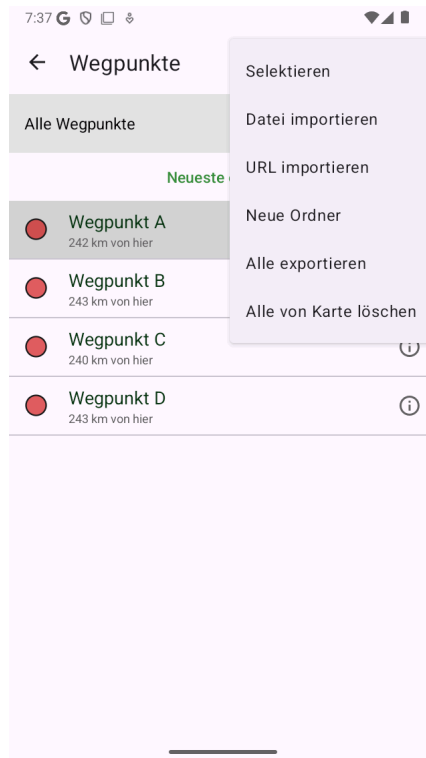 7:37
Wegpunkte
Selektieren
Alle Wegpunkte
Datei importieren
URL importieren
Neueste
Neue Ordner
Wegpunkt A
242 km von hier
Alle exportieren
Wegpunkt B
243 km von hier
Alle von Karte löschen
Wegpunkt C
240 km von hier
Wegpunkt D
243 km von hier